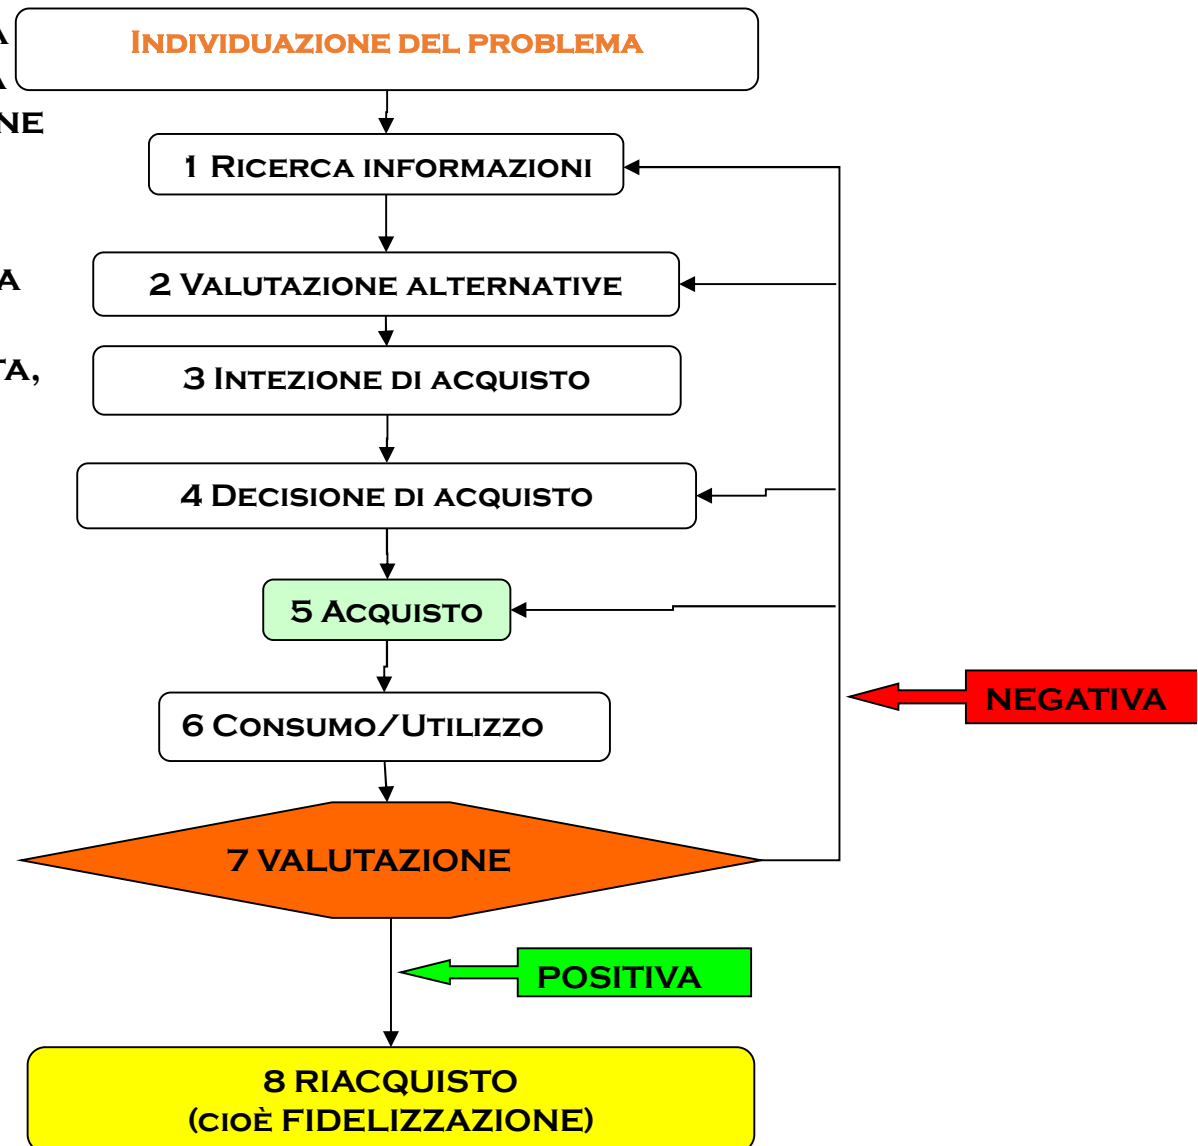 INDIVIDUAZIONE DEL PROBLEMA
1 RICERCA INFORMAZIONI
2 VALUTAZIONE ALTERNATIVE
3 INTEZIONE DI ACQUISTO
4 DECISIONE DI ACQUISTO
5 ACQUISTO
6 CONSUMO/UTILIZZO
NEGATIVA
7 VALUTAZIONE
POSITIVA
8 RIACQUISTO
(CIOÈ FIDELIZZAZIONE)